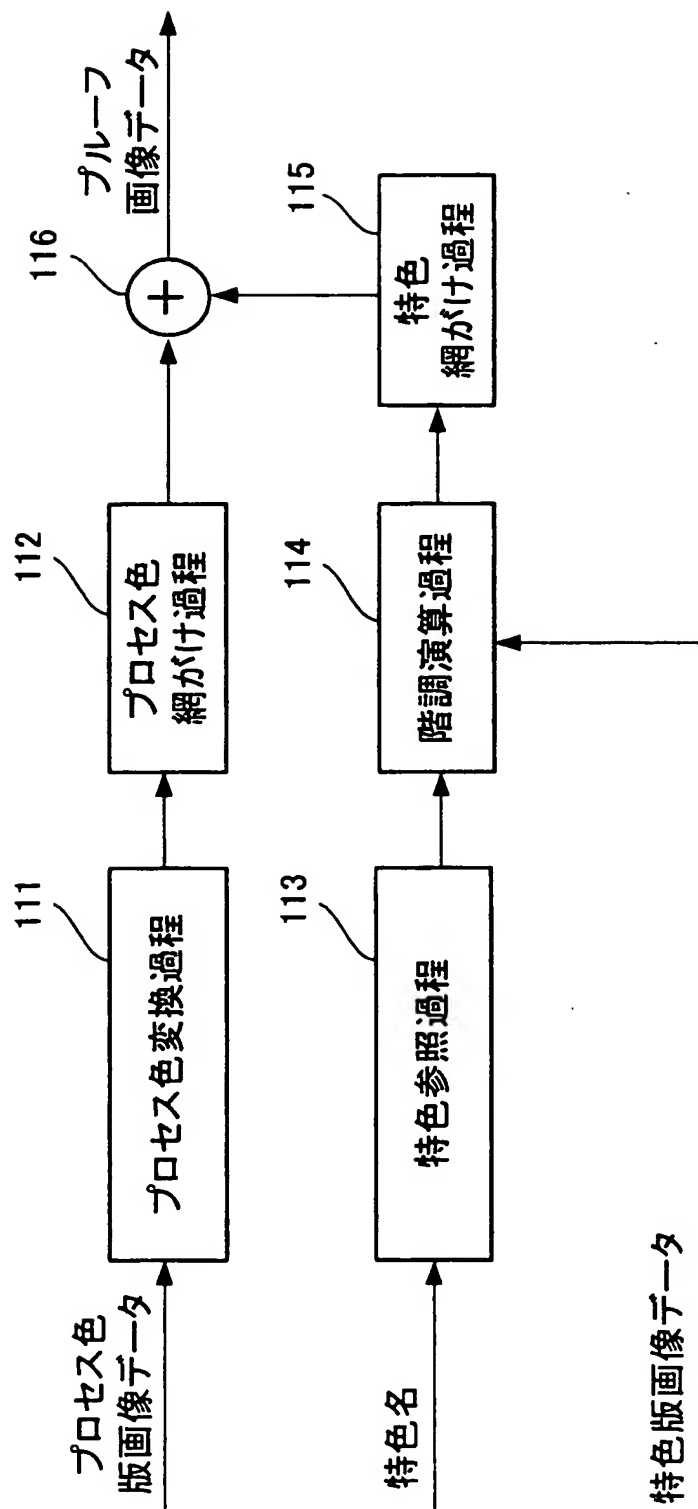 プロセス色
版画像データ
111
プロセス色変換過程
112
プロセス色
網がけ過程
116
+
プルーフ
画像データ
特色名
113
特色参照過程
114
階調演算過程
115
特色
網がけ過程
特色版画像データ